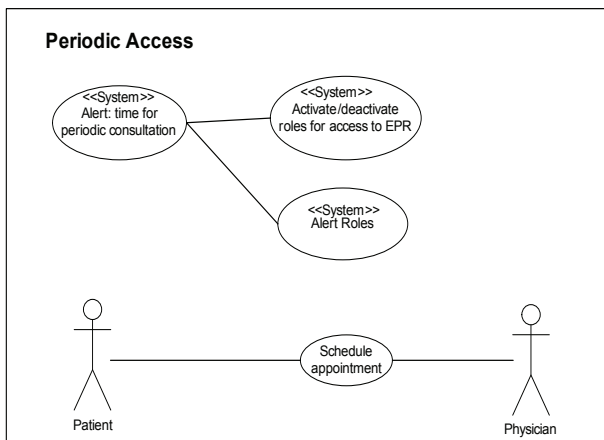 Periodic Access
<<System>>
Alert: time for
periodic consultation
<<System>>
Activate/deactivate
roles for access to EPR
<<System>>
Alert Roles
Schedule
appointment
Patient
Physician